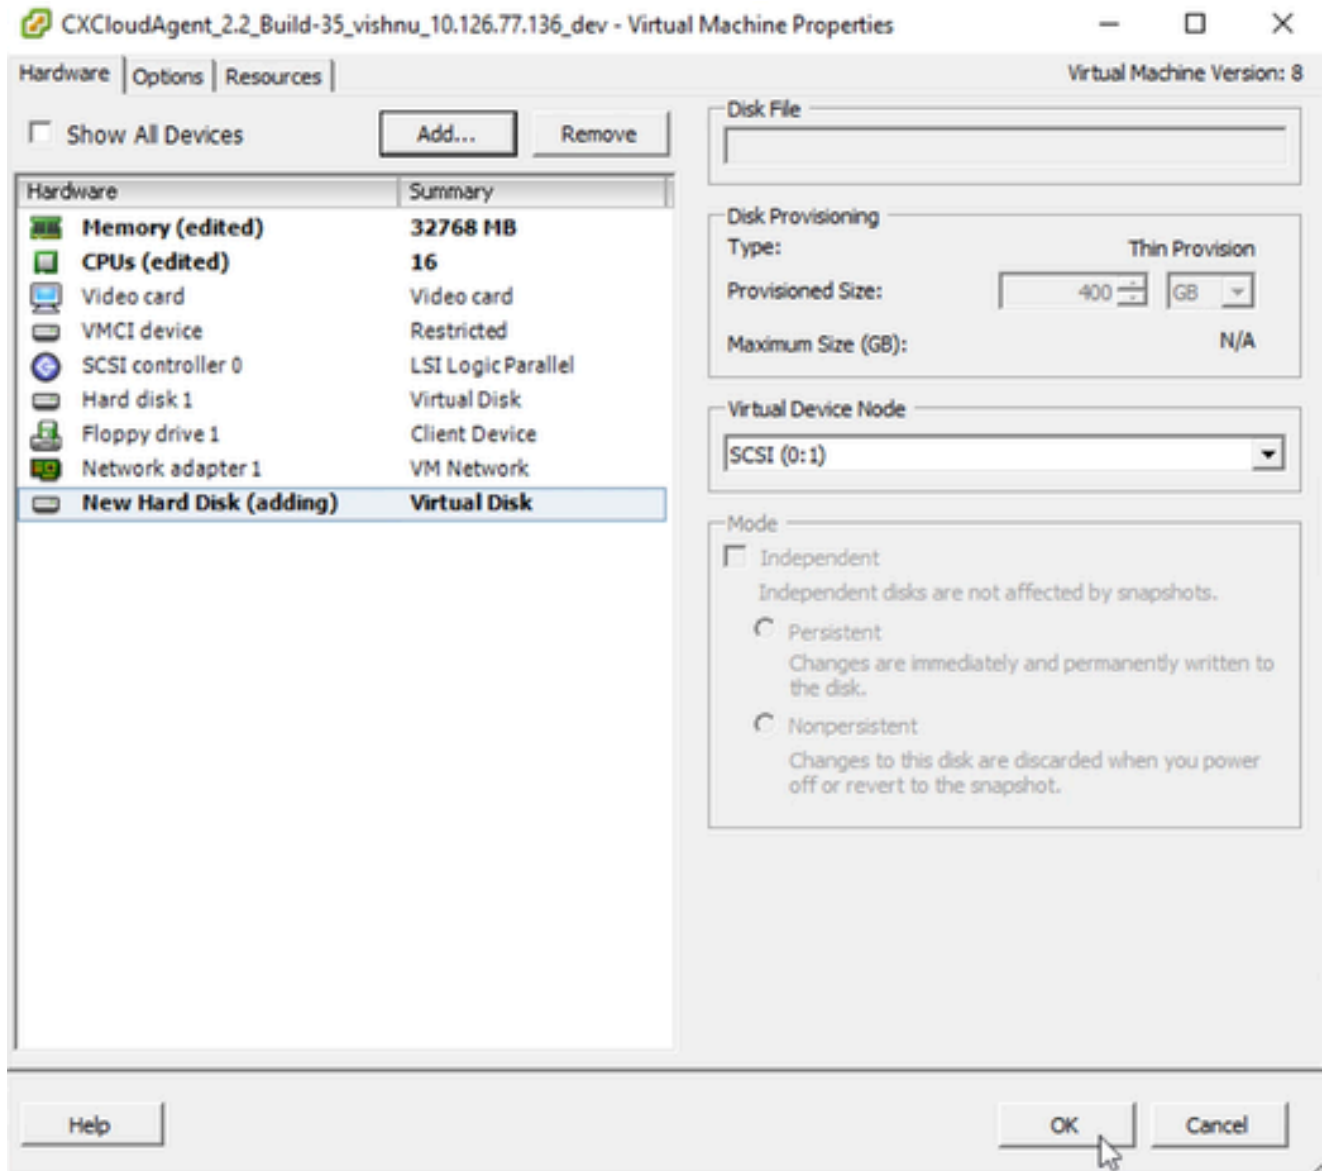 CXCloudAgent_2.2_Build-35_vishnu_10.126.77.136_dev - Virtual Machine Properties
Hardware Options Resources
Virtual Machine Version: 8
Show All Devices
Add...
Remove
Hardware Summary
Memory (edited) 32768 MB
CPUs (edited) 16
Video card Video card
VMCI device Restricted
SCSI controller 0 LSI Logic Parallel
Hard disk 1 Virtual Disk
Floppy drive 1 Client Device
Network adapter 1 VM Network
New Hard Disk (adding) Virtual Disk
Disk File
Disk Provisioning
Type: Thin Provision
Provisioned Size: 400 GB
Maximum Size (GB): N/A
Virtual Device Node
SCSI (0:1)
Mode
Independent
Independent disks are not affected by snapshots.
Persistent
Changes are immediately and permanently written to
the disk.
Nonpersistent
Changes to this disk are discarded when you power
off or revert to the snapshot.
Help
OK
Cancel